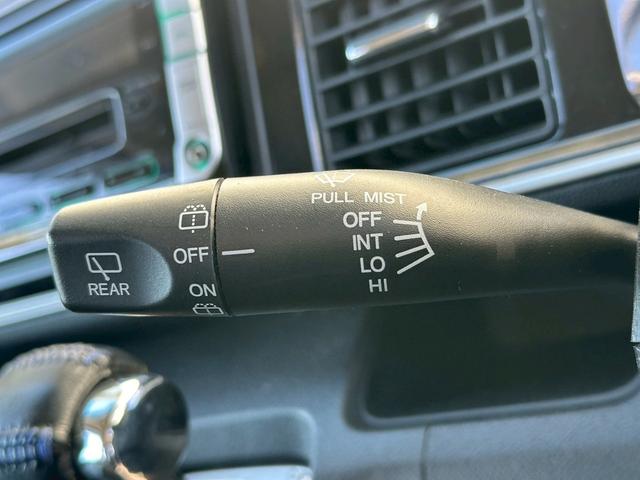 PULL MIST
OFF
INT
LO
HI
OFF
ON
REAR